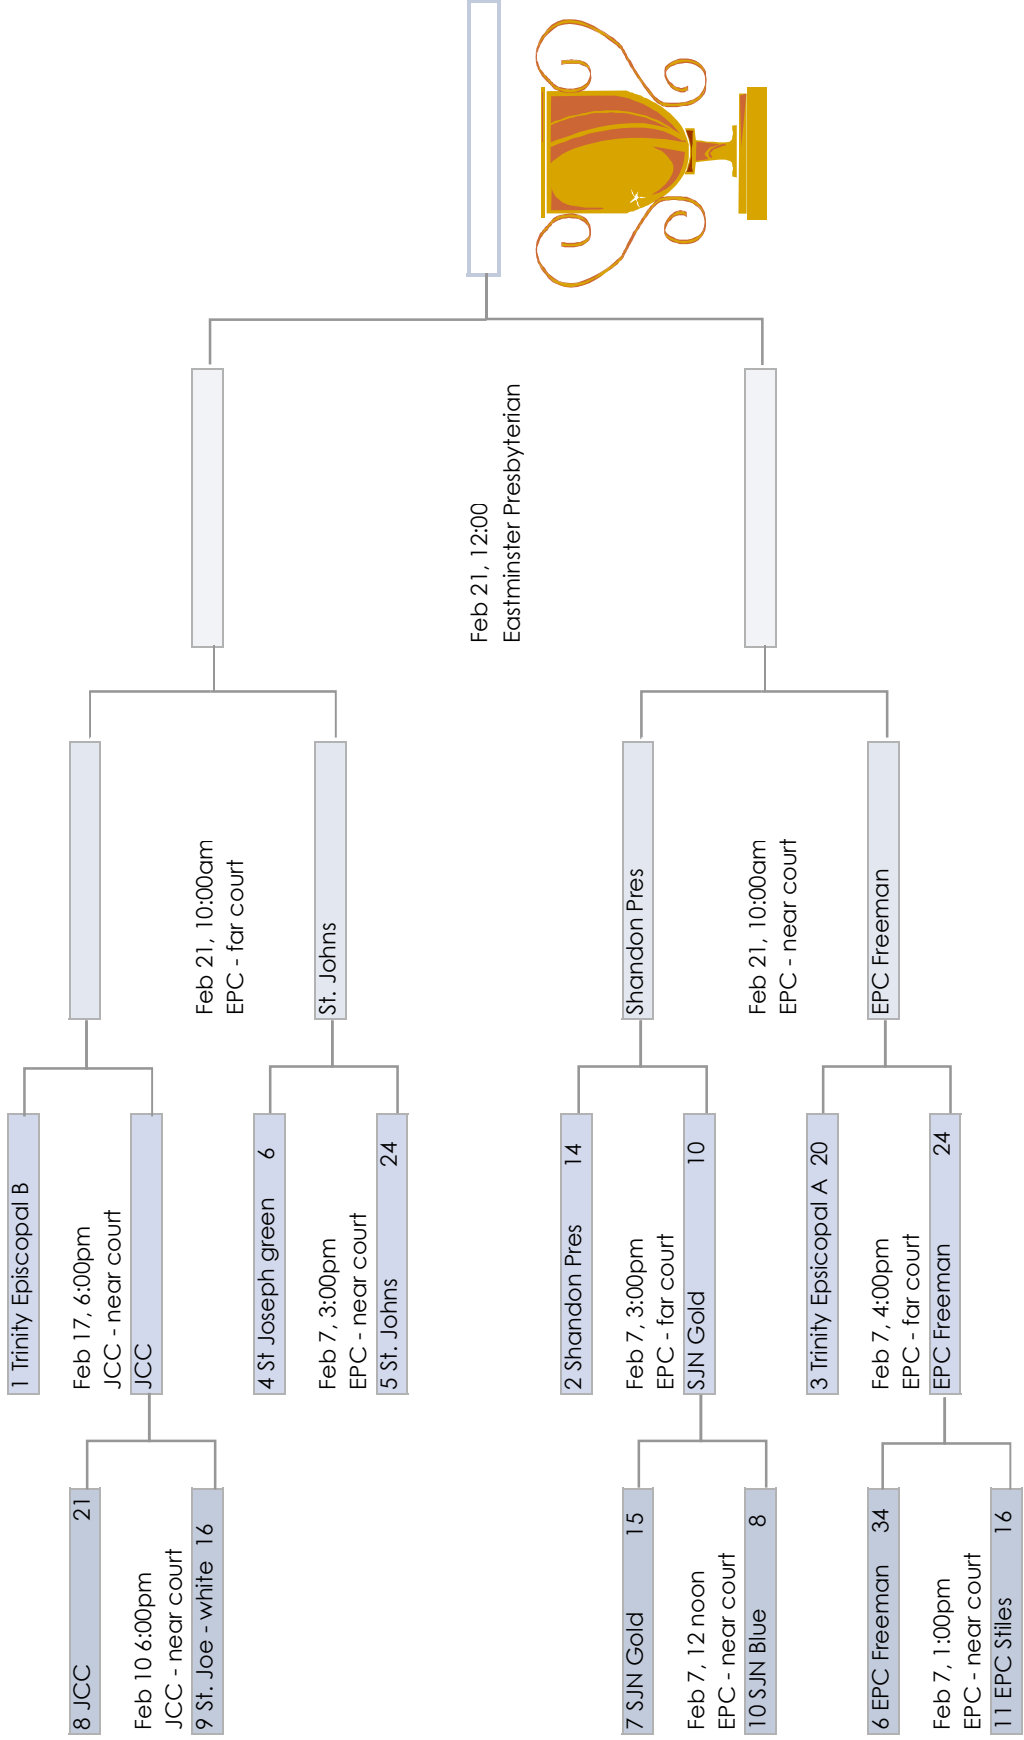 8 JCC 21
Feb 10 6:00pm
JCC - near court
9 St. Joe - white 16
7 SJN Gold 15
Feb 7, 12 noon
EPC - near court
10 SJN Blue 8
6 EPC Freeman 34
Feb 7, 1:00pm
EPC - near court
11 EPC Stiles 16
1 Trinity Episcopal B
Feb 17, 6:00pm
JCC - near court
JCC
4 St Joseph green 6
Feb 7, 3:00pm
EPC - near court
5 St. Johns 24
2 Shandon Pres 14
Feb 7, 3:00pm
EPC - far court
SJN Gold 10
3 Trinity Epsicopal A 20
Feb 7, 4:00pm
EPC - far court
EPC Freeman 24
Feb 21, 10:00am
EPC - far court
St. Johns
Shandon Pres
Feb 21, 10:00am
EPC - near court
EPC Freeman
Feb 21, 12:00
Eastminster Presbyterian